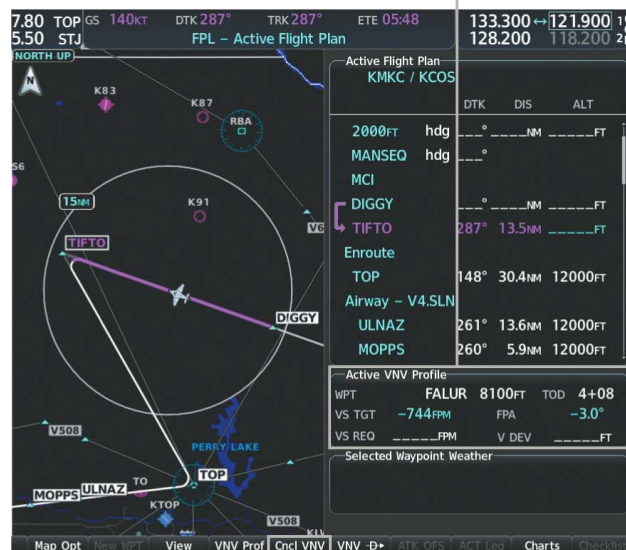 7.80 TOP GS 140KT DTK 287° TRK 287° ETE 05:48 133.300 ↔ 121.900
5.50 STJ FPL – Active Flight Plan 128.200 118.200
NORTH UP
N
K83
K87
RBA
S6
15NM
K91
V6
TIFTO
DIGGY
V508
PERRY LAKE
TO
TOP
MOPPS
ULNAZ
KTOP
V508
Active Flight Plan
KMKC / KCOS
DTK DIS ALT
2000FT hdg ___° ____NM _____FT
MANSEQ hdg ___°
MCI
DIGGY ___° ____NM _____FT
TIFTO 287° 13.5NM _____FT
Enroute
TOP 148° 30.4NM 12000FT
Airway – V4.SLN
ULNAZ 261° 13.6NM 12000FT
MOPPS 260° 5.9NM 12000FT
Active VNV Profile
WPT FALUR 8100FT TOD 4+08
VS TGT -744FPM FPA -3.0°
VS REQ _____FPM V DEV _____FT
Selected Waypoint Weather
Map Opt New WPT View VNV Prof Cncl VNV VNV -D→ ATK OFS ACT Leg Charts Checklist